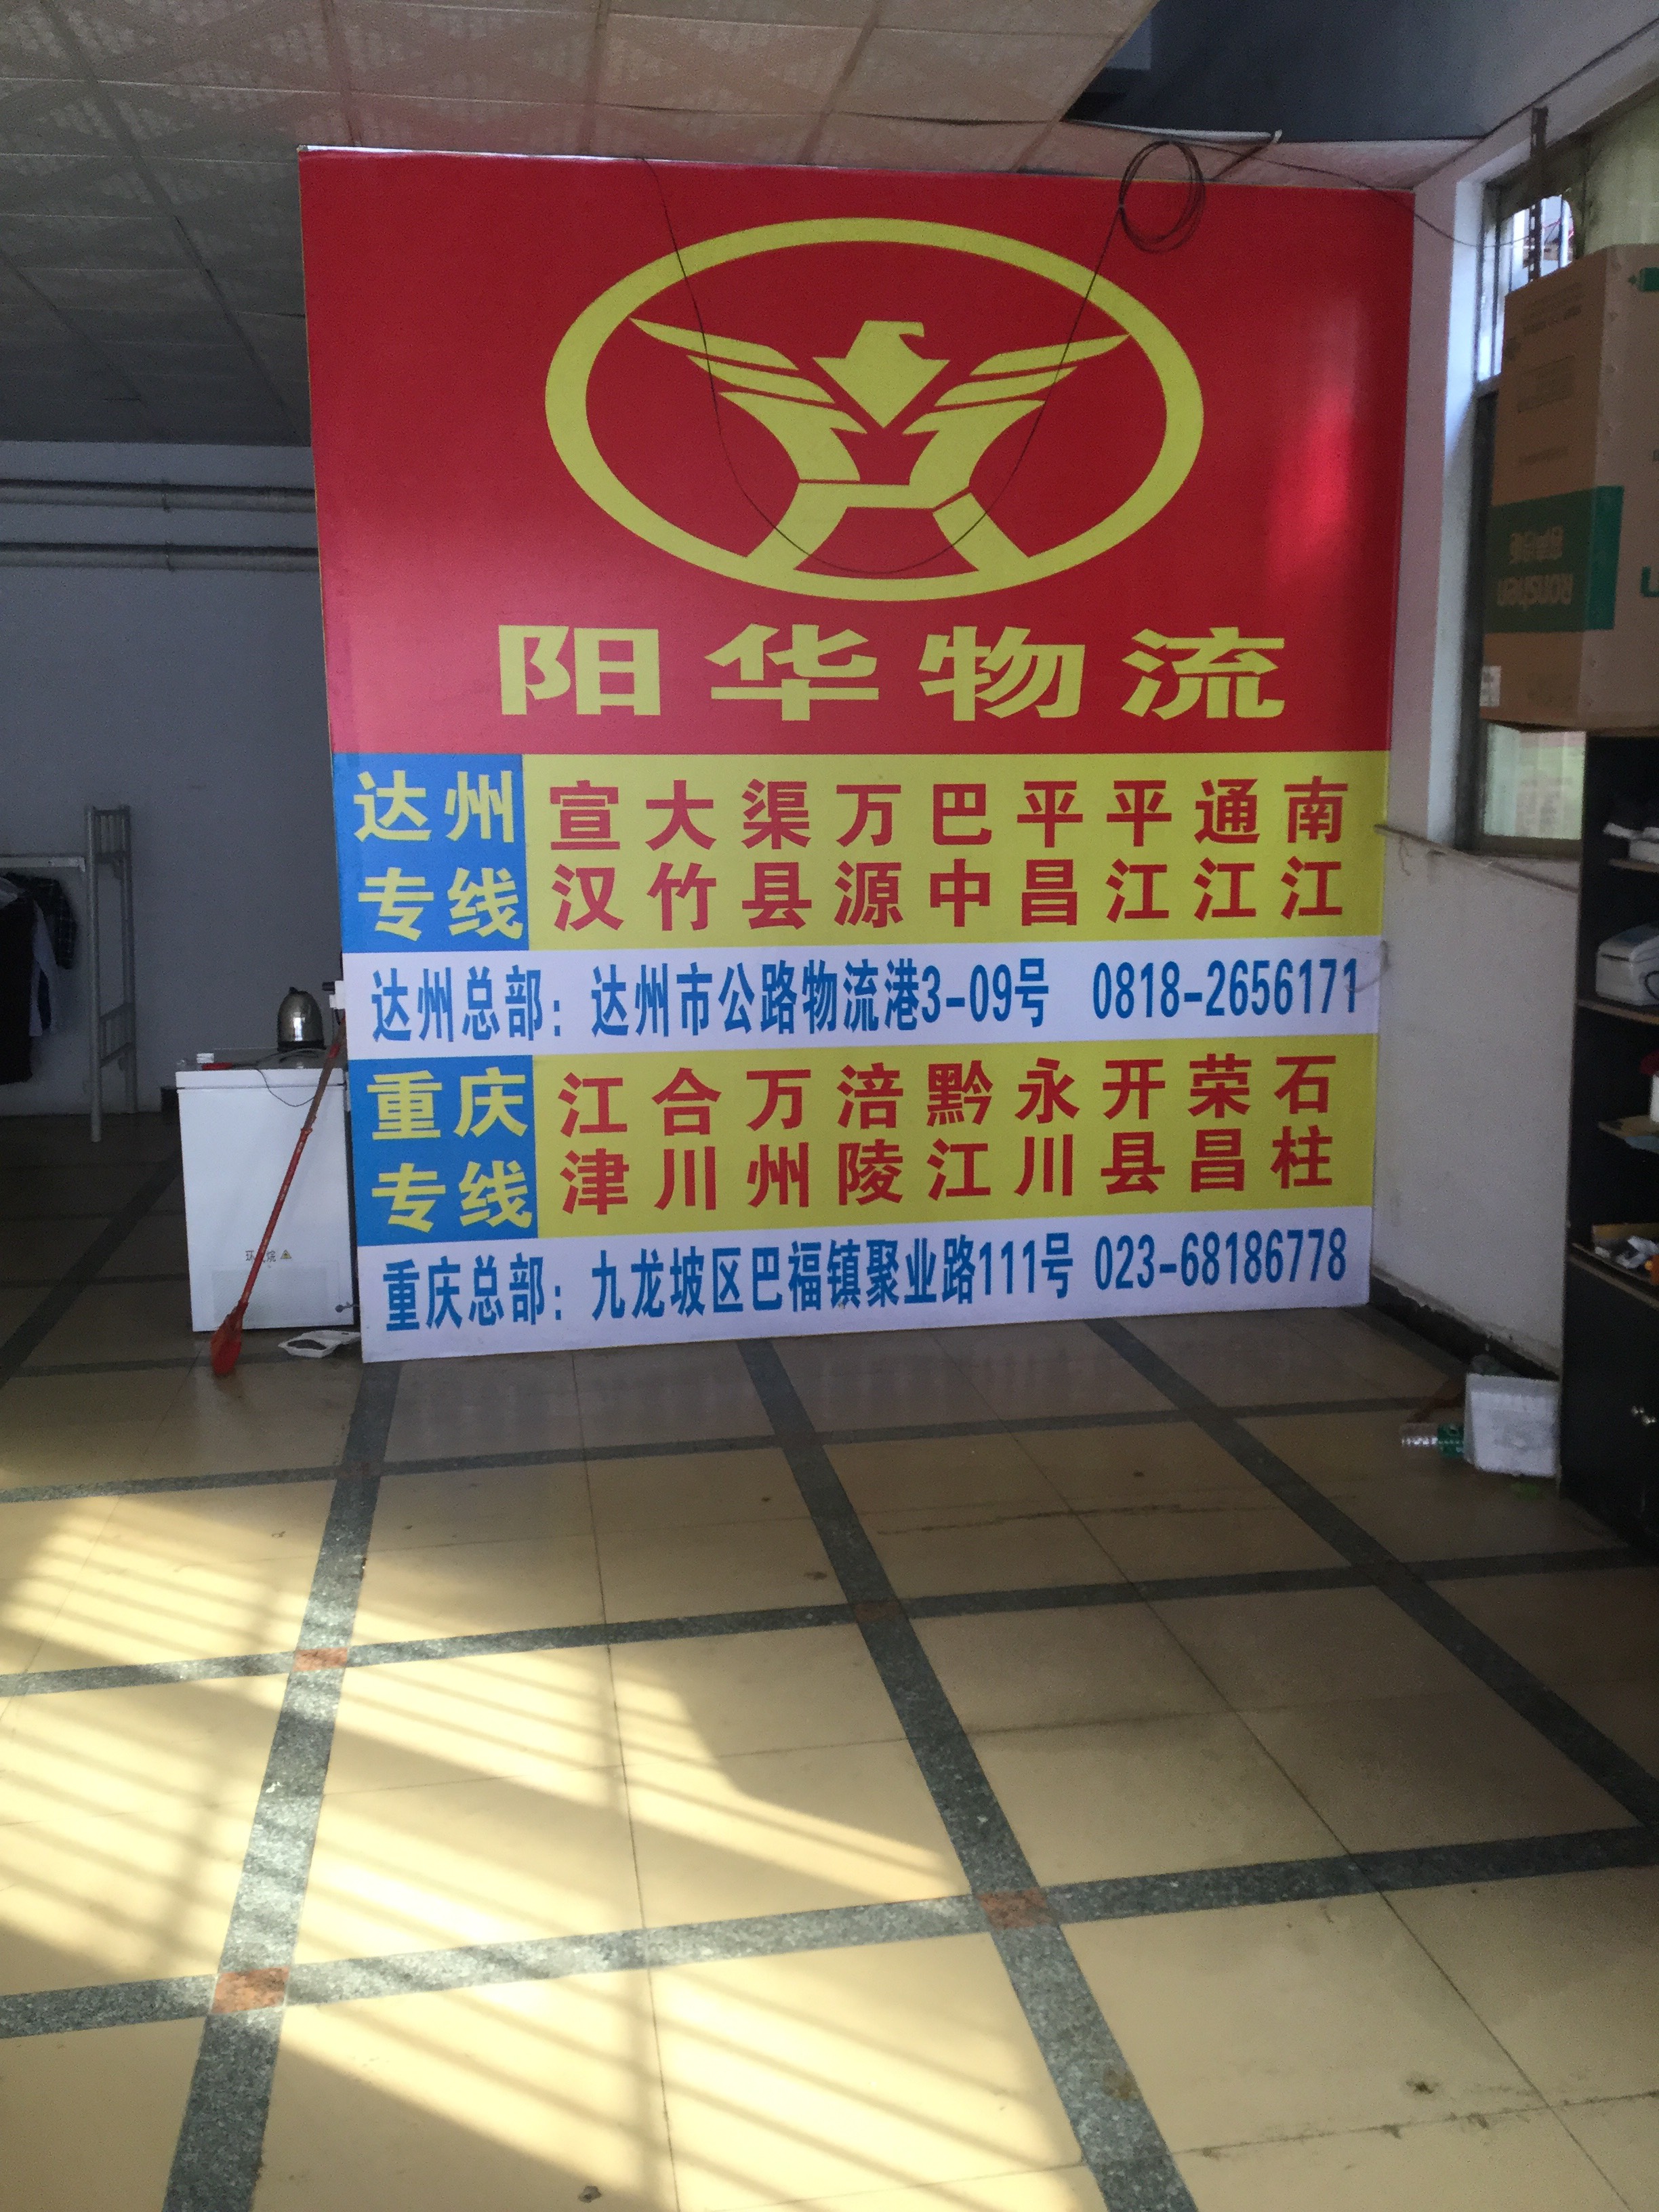 阳华物流
达州专线
宣汉 大竹 渠县 万源 巴中 平昌 平江 通江 南江
达州总部：达州市公路物流港3-09号 0818-2656171
重庆专线
江津 合川 万州 涪陵 黔江 永川 开县 荣昌 石柱
重庆总部：九龙坡区巴福镇聚业路111号 023-68186778
Ronshen